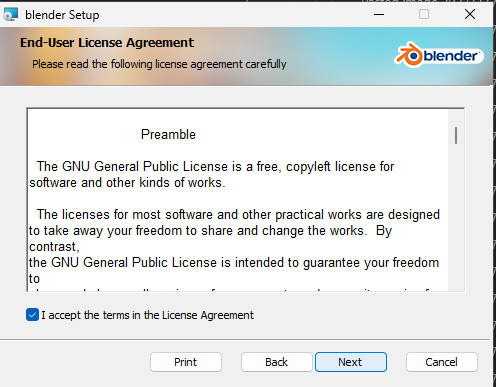 blender Setup
End-User License Agreement
Please read the following license agreement carefully
blender
Preamble
The GNU General Public License is a free, copyleft license for
software and other kinds of works.
The licenses for most software and other practical works are designed
to take away your freedom to share and change the works.  By
contrast,
the GNU General Public License is intended to guarantee your freedom
to
I accept the terms in the License Agreement
Print
Back
Next
Cancel